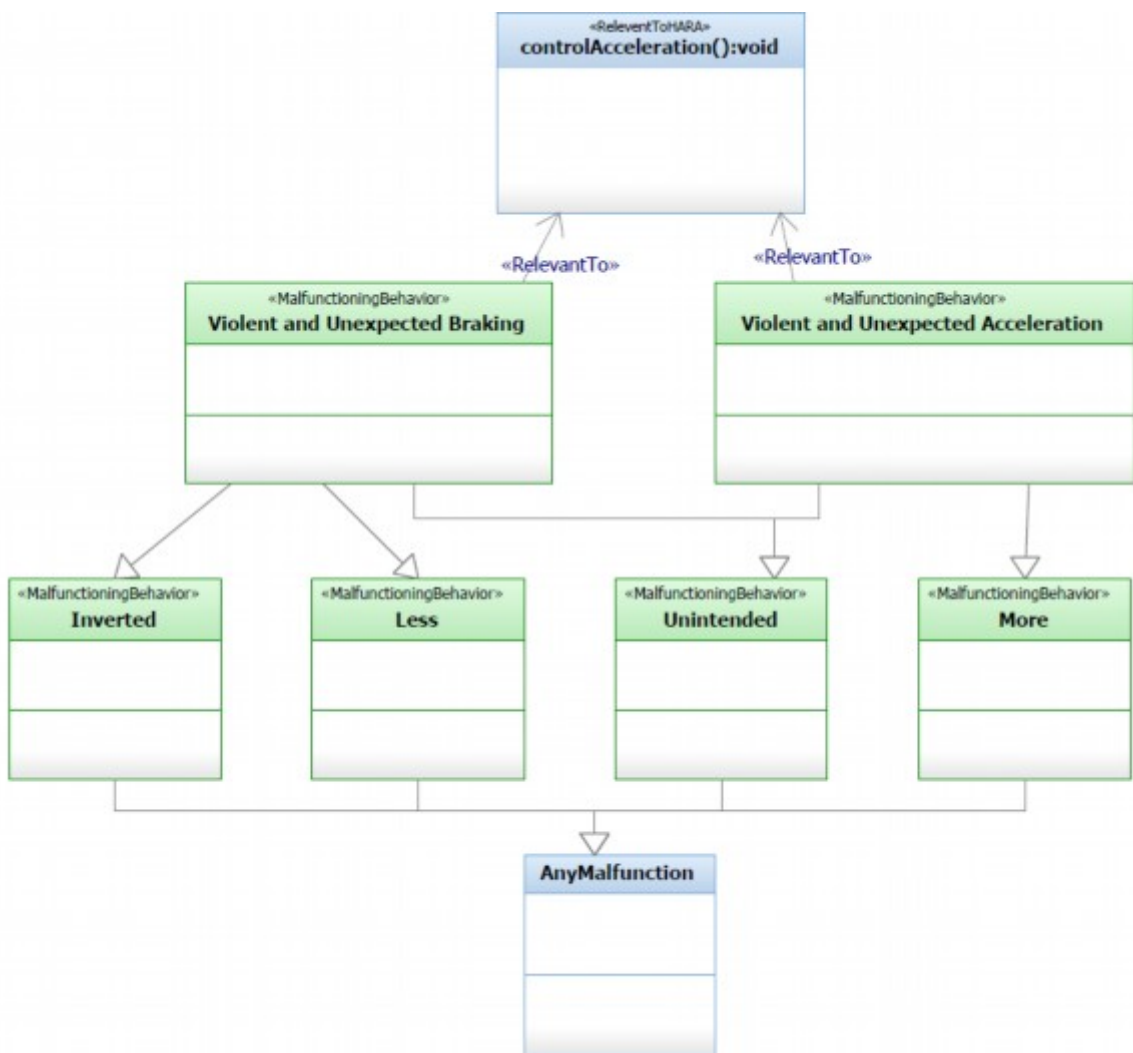 «ReleventToHARA»
controlAcceleration():void
«RelevantTo»
«RelevantTo»
«MalfunctioningBehavior»
Violent and Unexpected Braking
«MalfunctioningBehavior»
Violent and Unexpected Acceleration
«MalfunctioningBehavior»
Inverted
«MalfunctioningBehavior»
Less
«MalfunctioningBehavior»
Unintended
«MalfunctioningBehavior»
More
AnyMalfunction